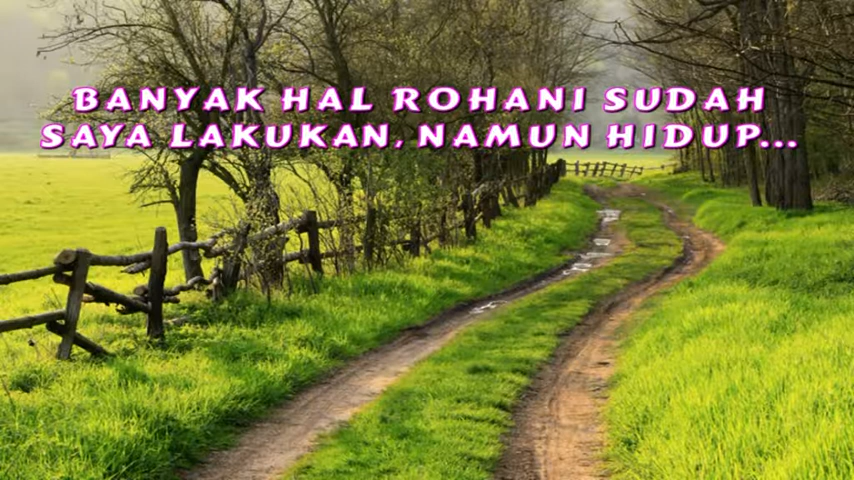 BANYAK HAL ROHANI SUDAH
SAYA LAKUKAN, NAMUN HIDUP...